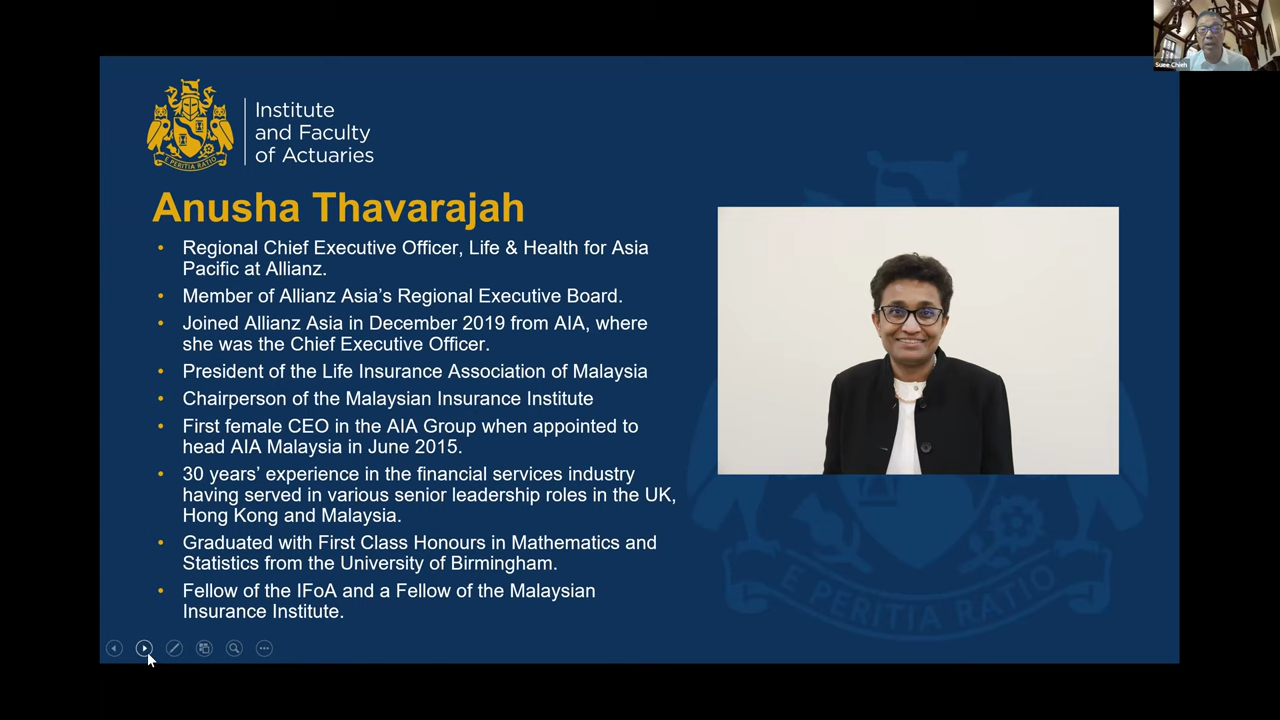 Suee Chieh
Institute
and Faculty
of Actuaries
E PERITIA RATIO
Anusha Thavarajah
• Regional Chief Executive Officer, Life & Health for Asia
Pacific at Allianz.
• Member of Allianz Asia's Regional Executive Board.
• Joined Allianz Asia in December 2019 from AIA, where
she was the Chief Executive Officer.
• President of the Life Insurance Association of Malaysia
• Chairperson of the Malaysian Insurance Institute
• First female CEO in the AIA Group when appointed to
head AIA Malaysia in June 2015.
• 30 years' experience in the financial services industry
having served in various senior leadership roles in the UK,
Hong Kong and Malaysia.
• Graduated with First Class Honours in Mathematics and
Statistics from the University of Birmingham.
• Fellow of the IFoA and a Fellow of the Malaysian
Insurance Institute.
E PERITIA RATIO